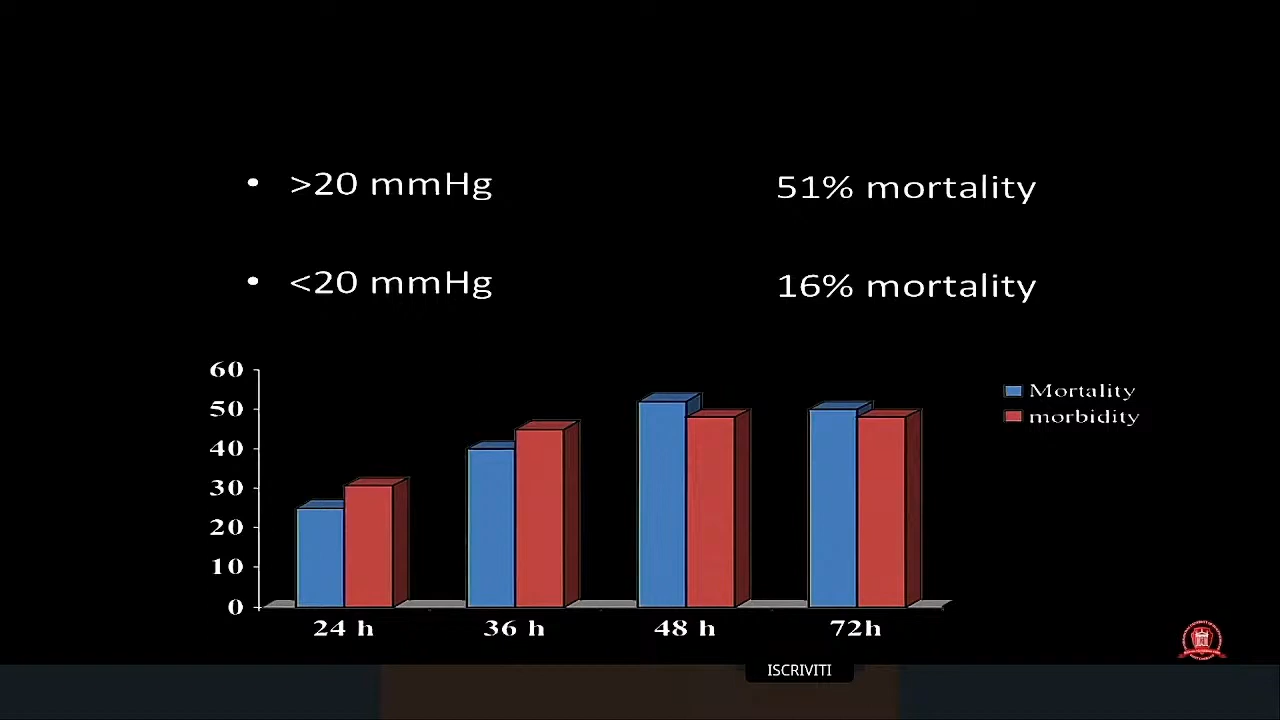 • >20 mmHg 51% mortality
• <20 mmHg 16% mortality
60
50
40
30
20
10
0
24 h 36 h 48 h 72h
Mortality
morbidity
ISCRIVITI